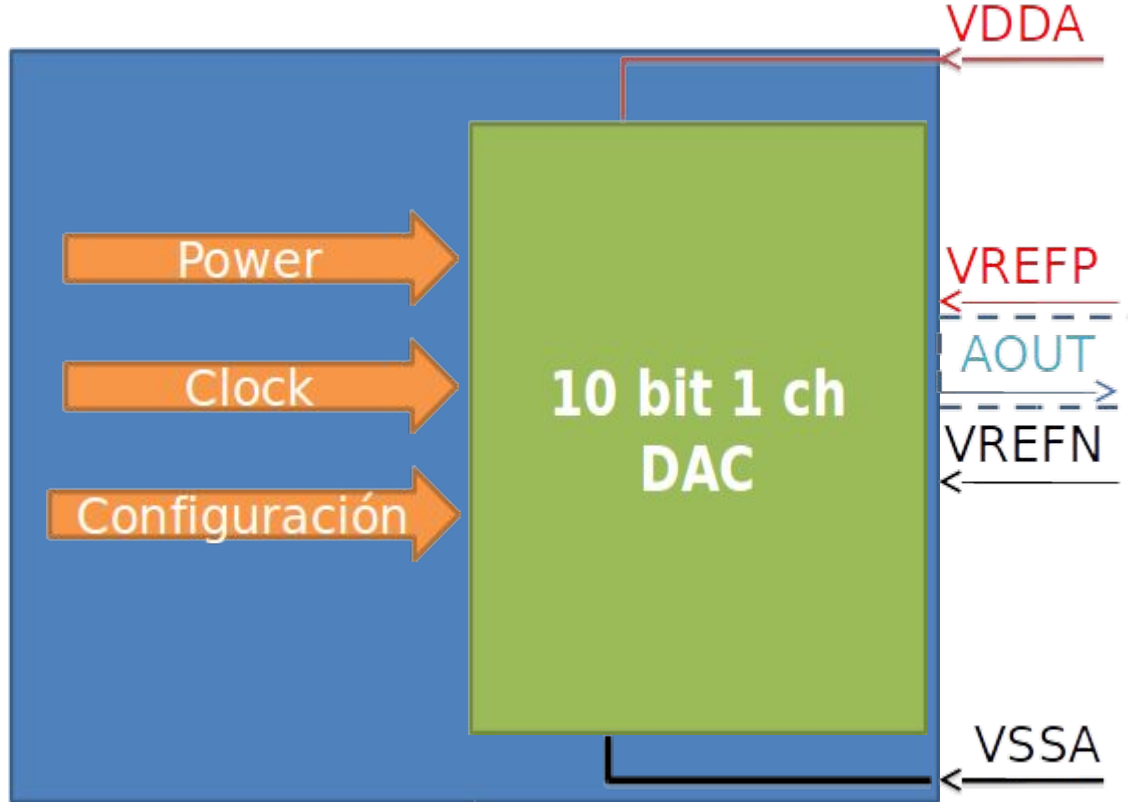 VDDA
Power
VREFP
AOUT
Clock
10 bit 1 ch
DAC
VREFN
Configuración
VSSA